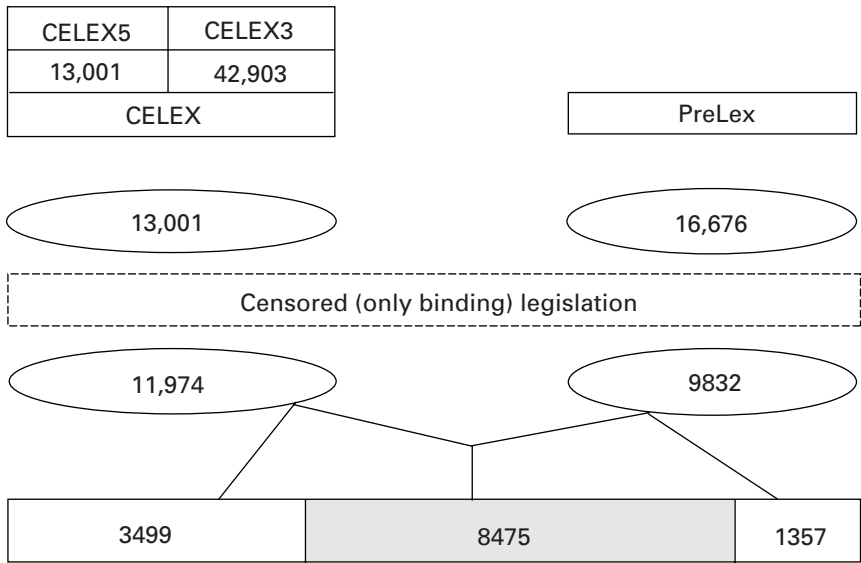 CELEX5 CELEX3
13,001 42,903
CELEX
PreLex
13,001 16,676
Censored (only binding) legislation
11,974 9832
3499 8475 1357